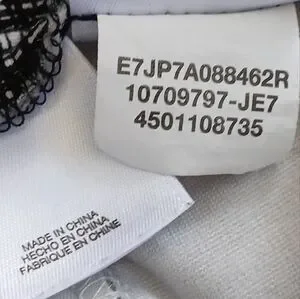 E7JP7A088462R
10709797-JE7
4501108735
MADE IN CHINA
HECHO EN CHINA
FABRIQUE EN CHINE